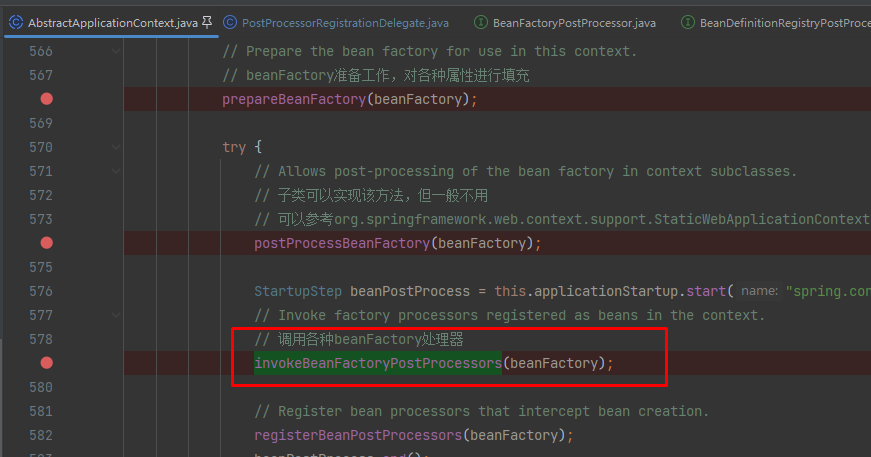 AbstractApplicationContext.java PostProcessorRegistrationDelegate.java BeanFactoryPostProcessor.java BeanDefinitionRegistryPostProce
566 // Prepare the bean factory for use in this context.
567 // beanFactory准备工作，对各种属性进行填充
prepareBeanFactory(beanFactory);
569
570 try {
571 // Allows post-processing of the bean factory in context subclasses.
572 // 子类可以实现该方法，但一般不用
573 // 可以参考org.springframework.web.context.support.StaticWebApplicationContext
postProcessBeanFactory(beanFactory);
575
576 StartupStep beanPostProcess = this.applicationStartup.start( name: "spring.con
577 // Invoke factory processors registered as beans in the context.
578 // 调用各种beanFactory处理器
invokeBeanFactoryPostProcessors(beanFactory);
580
581 // Register bean processors that intercept bean creation.
582 registerBeanPostProcessors(beanFactory);